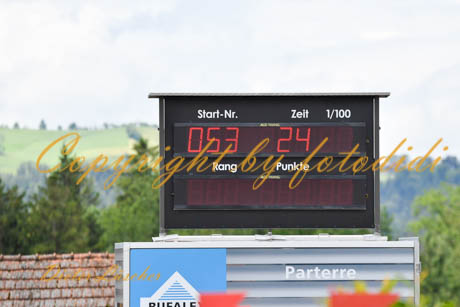 Start-Nr. Zeit 1/100
053 24
Copyright by fotodidi
Rang Punkte
Parterre
BUFALE